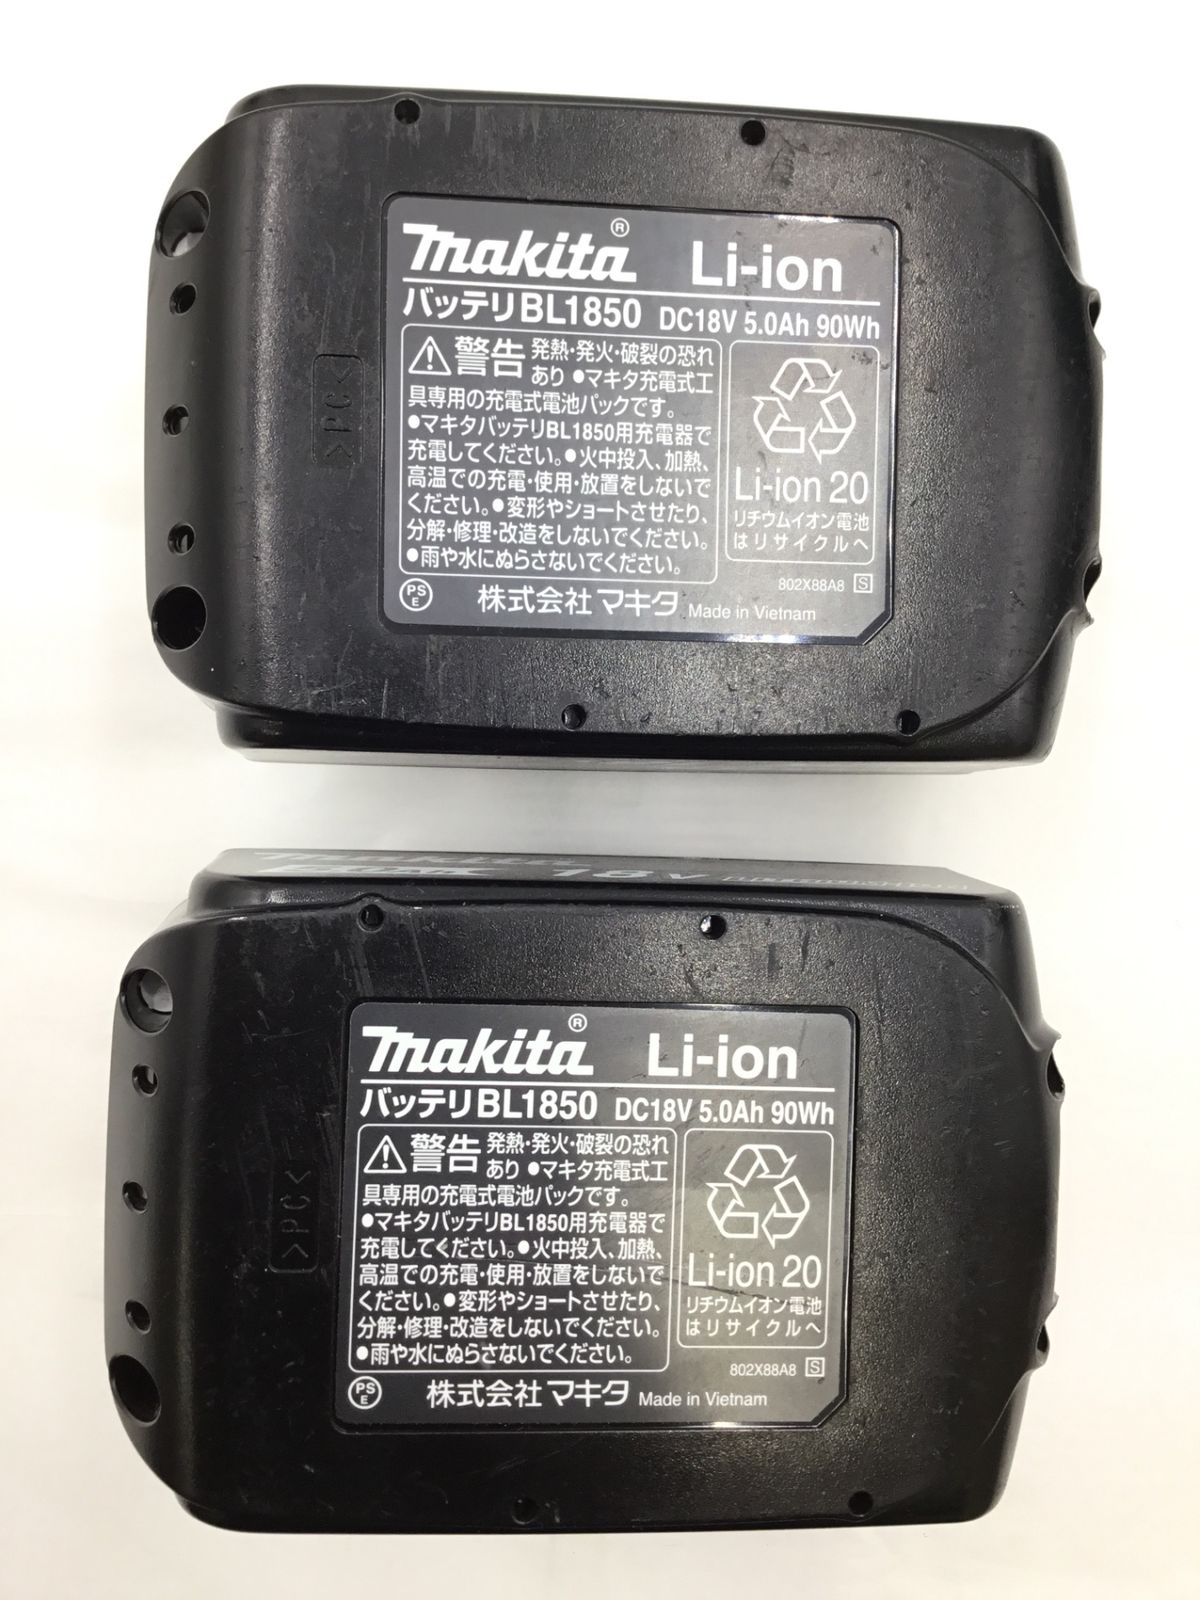 makita® Li-ion
バッテリBL1850 DC18V 5.0Ah 90Wh
警告 発熱・発火・破裂の恐れ
あり ●マキタ充電式工
具専用の充電式電池パックです。
●マキタバッテリBL1850用充電器で
充電してください。●火中投入、加熱、
高温での充電・使用・放置をしないで
ください。●変形やショートさせたり、
分解・修理・改造をしないでください。
●雨や水にぬらさないでください。
Li-ion 20
リチウムイオン電池
はリサイクルへ
802X88A8 S
PS
E
株式会社 マキタ Made in Vietnam
>PC<
makita
18V
makita® Li-ion
バッテリBL1850 DC18V 5.0Ah 90Wh
警告 発熱・発火・破裂の恐れ
あり ●マキタ充電式工
具専用の充電式電池パックです。
●マキタバッテリBL1850用充電器で
充電してください。●火中投入、加熱、
高温での充電・使用・放置をしないで
ください。●変形やショートさせたり、
分解・修理・改造をしないでください。
●雨や水にぬらさないでください。
Li-ion 20
リチウムイオン電池
はリサイクルへ
802X88A8 S
PS
E
株式会社 マキタ Made in Vietnam
>PC<